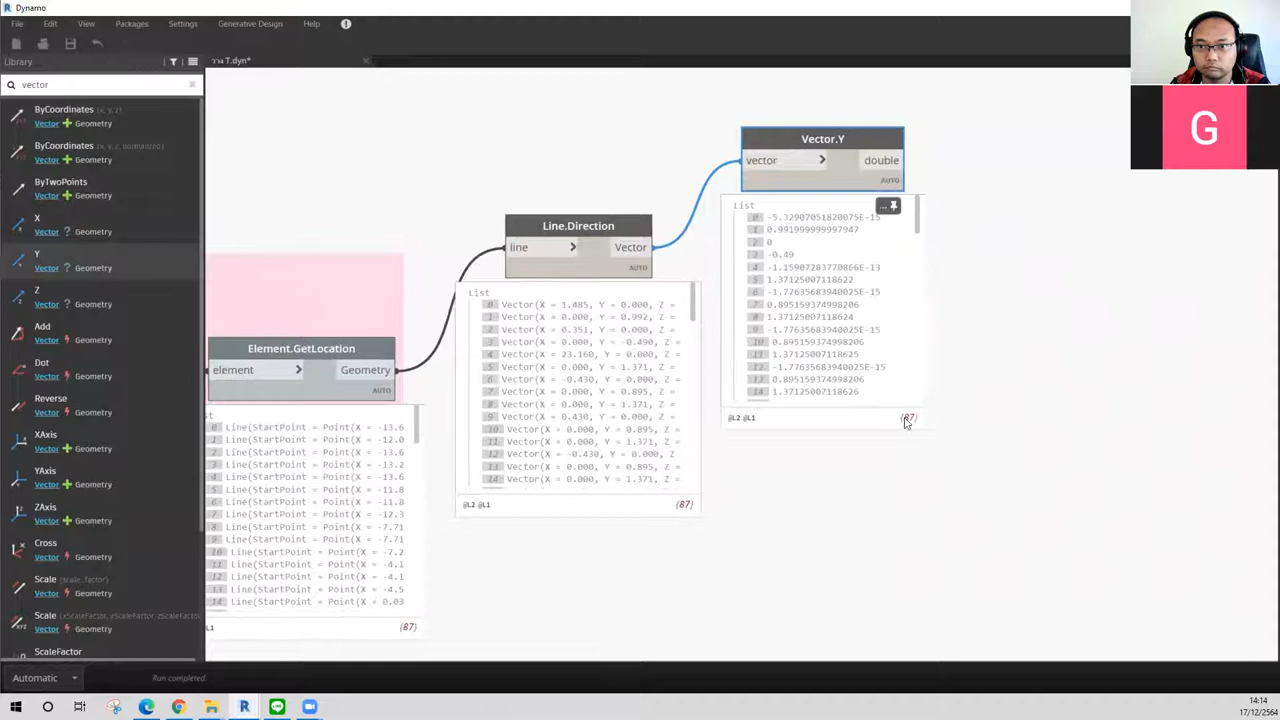 Dynamo
File Edit View Packages Settings Generative Design Help
Library
T.dyn*
vector
ByCoordinates (x, y, z)
Vector Geometry
ByCoordinates (x, y, z, normalized)
Vector Geometry
ByTwoPoints
Vector Geometry
X
Vector ? Geometry
Y
Vector ? Geometry
Z
Vector ? Geometry
Add
Vector Geometry
Dot
Vector Geometry
Reverse
Vector Geometry
XAxis
Vector Geometry
YAxis
Vector Geometry
ZAxis
Vector Geometry
Cross
Vector Geometry
Scale (scale_factor)
Vector Geometry
Scale (xScaleFactor, yScaleFactor, zScaleFactor)
Vector Geometry
ScaleFactor
Element.GetLocation
element > Geometry
AUTO
st
0 Line(StartPoint = Point(X = -13.6
1 Line(StartPoint = Point(X = -12.0
2 Line(StartPoint = Point(X = -13.6
3 Line(StartPoint = Point(X = -13.2
4 Line(StartPoint = Point(X = -13.6
5 Line(StartPoint = Point(X = -11.8
6 Line(StartPoint = Point(X = -11.8
7 Line(StartPoint = Point(X = -12.3
8 Line(StartPoint = Point(X = -7.71
9 Line(StartPoint = Point(X = -7.71
10 Line(StartPoint = Point(X = -7.2
11 Line(StartPoint = Point(X = -4.1
12 Line(StartPoint = Point(X = -4.1
13 Line(StartPoint = Point(X = -4.5
14 Line(StartPoint = Point(X = 0.03
L1 {87}
Line.Direction
line > Vector
AUTO
List
0 Vector(X = 1.485, Y = 0.000, Z =
1 Vector(X = 0.000, Y = 0.992, Z =
2 Vector(X = 0.351, Y = 0.000, Z =
3 Vector(X = 0.000, Y = -0.490, Z =
4 Vector(X = 23.160, Y = 0.000, Z =
5 Vector(X = 0.000, Y = 1.371, Z =
6 Vector(X = -0.430, Y = 0.000, Z =
7 Vector(X = 0.000, Y = 0.895, Z =
8 Vector(X = 0.000, Y = 1.371, Z =
9 Vector(X = 0.430, Y = 0.000, Z =
10 Vector(X = 0.000, Y = 0.895, Z =
11 Vector(X = 0.000, Y = 1.371, Z =
12 Vector(X = -0.430, Y = 0.000, Z
13 Vector(X = 0.000, Y = 0.895, Z =
14 Vector(X = 0.000, Y = 1.371, Z =
@L2 @L1 {87}
Vector.Y
vector > double
AUTO
List ...
0 -5.32907051820075E-15
1 0.991999999997947
2 0
3 -0.49
4 -1.1590728377086​6E-13
5 1.37125007118622
6 -1.77635683940025E-15
7 0.895159374998206
8 1.37125007118624
9 -1.77635683940025E-15
10 0.895159374998206
11 1.37125007118625
12 -1.77635683940025E-15
13 0.895159374998206
14 1.37125007118626
@L2 @L1 {87}
G
Automatic Run completed.
14:14
17/12/2564